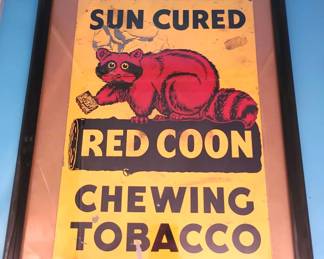 SUN CURED
RED COON
CHEWING
TOBACCO